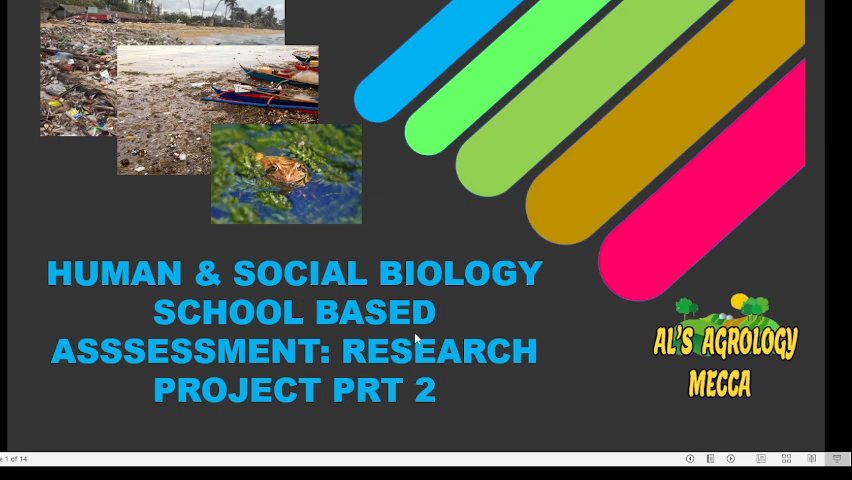 HUMAN & SOCIAL BIOLOGY
SCHOOL BASED
ASSSESSMENT: RESEARCH
PROJECT PRT 2
AL'S AGROLOGY
MECCA
e 1 of 14